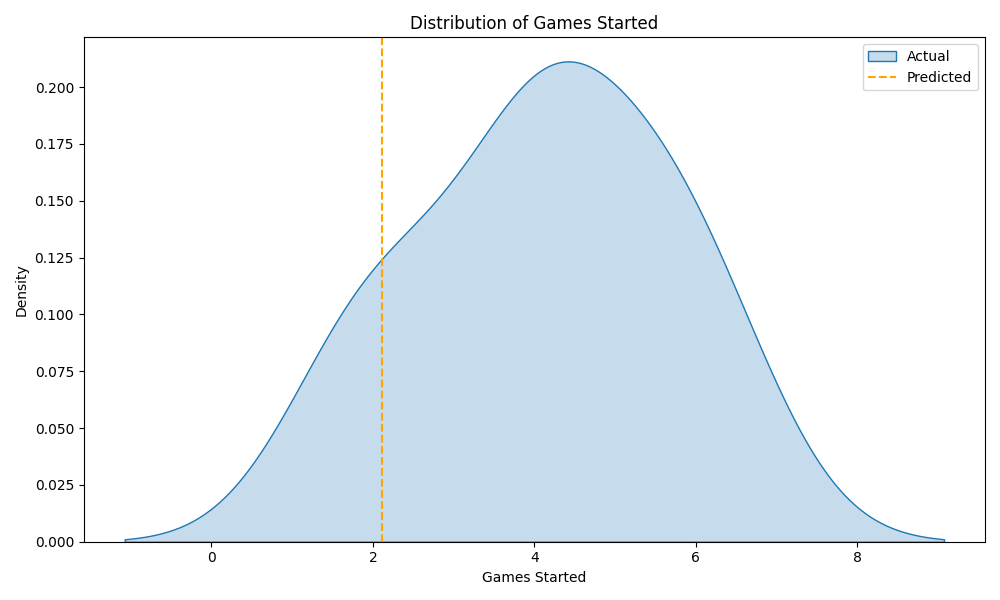 Distribution of Games Started
Actual
Predicted
Density
0.200
0.175
0.150
0.125
0.100
0.075
0.050
0.025
0.000
0 2 4 6 8
Games Started